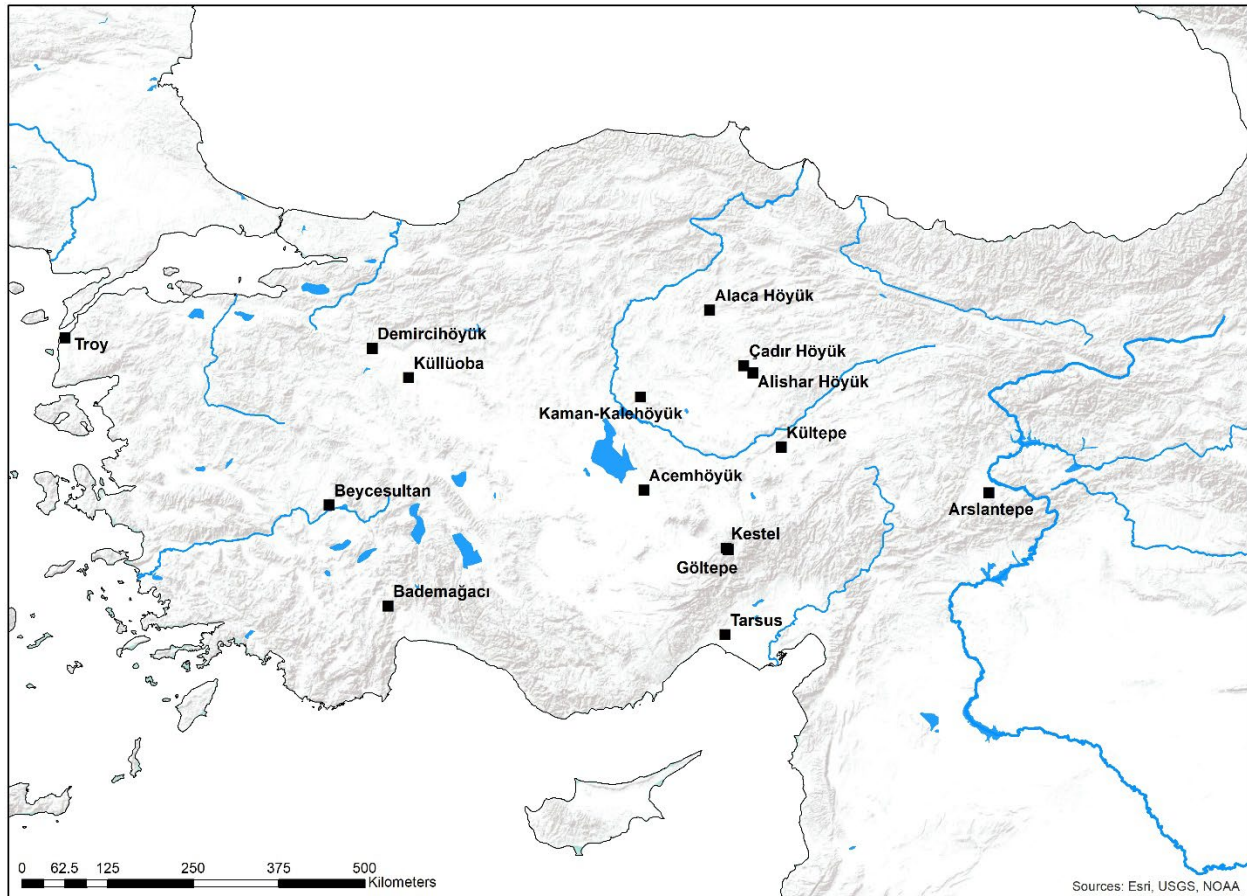 Alaca Höyük
Troy
Demircihöyük
Küllüoba
Çadır Höyük
Alishar Höyük
Kaman-Kalehöyük
Kültepe
Acemhöyük
Beycesultan
Arslantepe
Kestel
Göltepe
Bademağacı
Tarsus
0 62.5 125 250 375 500
Kilometers
Sources: Esri, USGS, NOAA